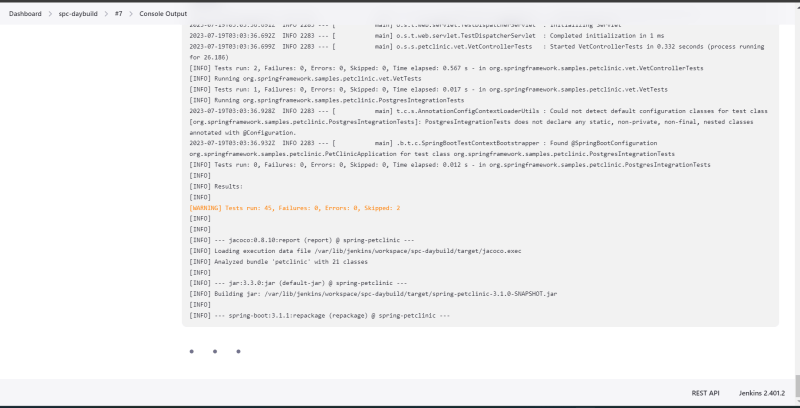 Dashboard > spc-daybuild > #7 > Console Output
2023-07-19T03:03:36.692Z  INFO 2283 --- [           main] o.s.t.web.servlet.TestDispatcherServlet  : Initializing Servlet
2023-07-19T03:03:36.692Z  INFO 2283 --- [           main] o.s.t.web.servlet.TestDispatcherServlet  : Completed initialization in 1 ms
2023-07-19T03:03:36.699Z  INFO 2283 --- [           main] o.s.s.petclinic.vet.VetControllerTests   : Started VetControllerTests in 0.332 seconds (process running
for 26.186)
[INFO] Tests run: 2, Failures: 0, Errors: 0, Skipped: 0, Time elapsed: 0.567 s - in org.springframework.samples.petclinic.vet.VetControllerTests
[INFO] Running org.springframework.samples.petclinic.vet.VetTests
[INFO] Tests run: 1, Failures: 0, Errors: 0, Skipped: 0, Time elapsed: 0.017 s - in org.springframework.samples.petclinic.vet.VetTests
[INFO] Running org.springframework.samples.petclinic.PostgresIntegrationTests
2023-07-19T03:03:36.928Z  INFO 2283 --- [           main] t.c.s.AnnotationConfigContextLoaderUtils : Could not detect default configuration classes for test class
[org.springframework.samples.petclinic.PostgresIntegrationTests]: PostgresIntegrationTests does not declare any static, non-private, non-final, nested classes
annotated with @Configuration.
2023-07-19T03:03:36.932Z  INFO 2283 --- [           main] .b.t.c.SpringBootTestContextBootstrapper : Found @SpringBootConfiguration
org.springframework.samples.petclinic.PetClinicApplication for test class org.springframework.samples.petclinic.PostgresIntegrationTests
[INFO] Tests run: 0, Failures: 0, Errors: 0, Skipped: 0, Time elapsed: 0.012 s - in org.springframework.samples.petclinic.PostgresIntegrationTests
[INFO]
[INFO] Results:
[INFO]
[WARNING] Tests run: 45, Failures: 0, Errors: 0, Skipped: 2
[INFO]
[INFO]
[INFO] --- jacoco:0.8.10:report (report) @ spring-petclinic ---
[INFO] Loading execution data file /var/lib/jenkins/workspace/spc-daybuild/target/jacoco.exec
[INFO] Analyzed bundle 'petclinic' with 21 classes
[INFO]
[INFO] --- jar:3.3.0:jar (default-jar) @ spring-petclinic ---
[INFO] Building jar: /var/lib/jenkins/workspace/spc-daybuild/target/spring-petclinic-3.1.0-SNAPSHOT.jar
[INFO]
[INFO] --- spring-boot:3.1.1:repackage (repackage) @ spring-petclinic ---
REST API Jenkins 2.401.2